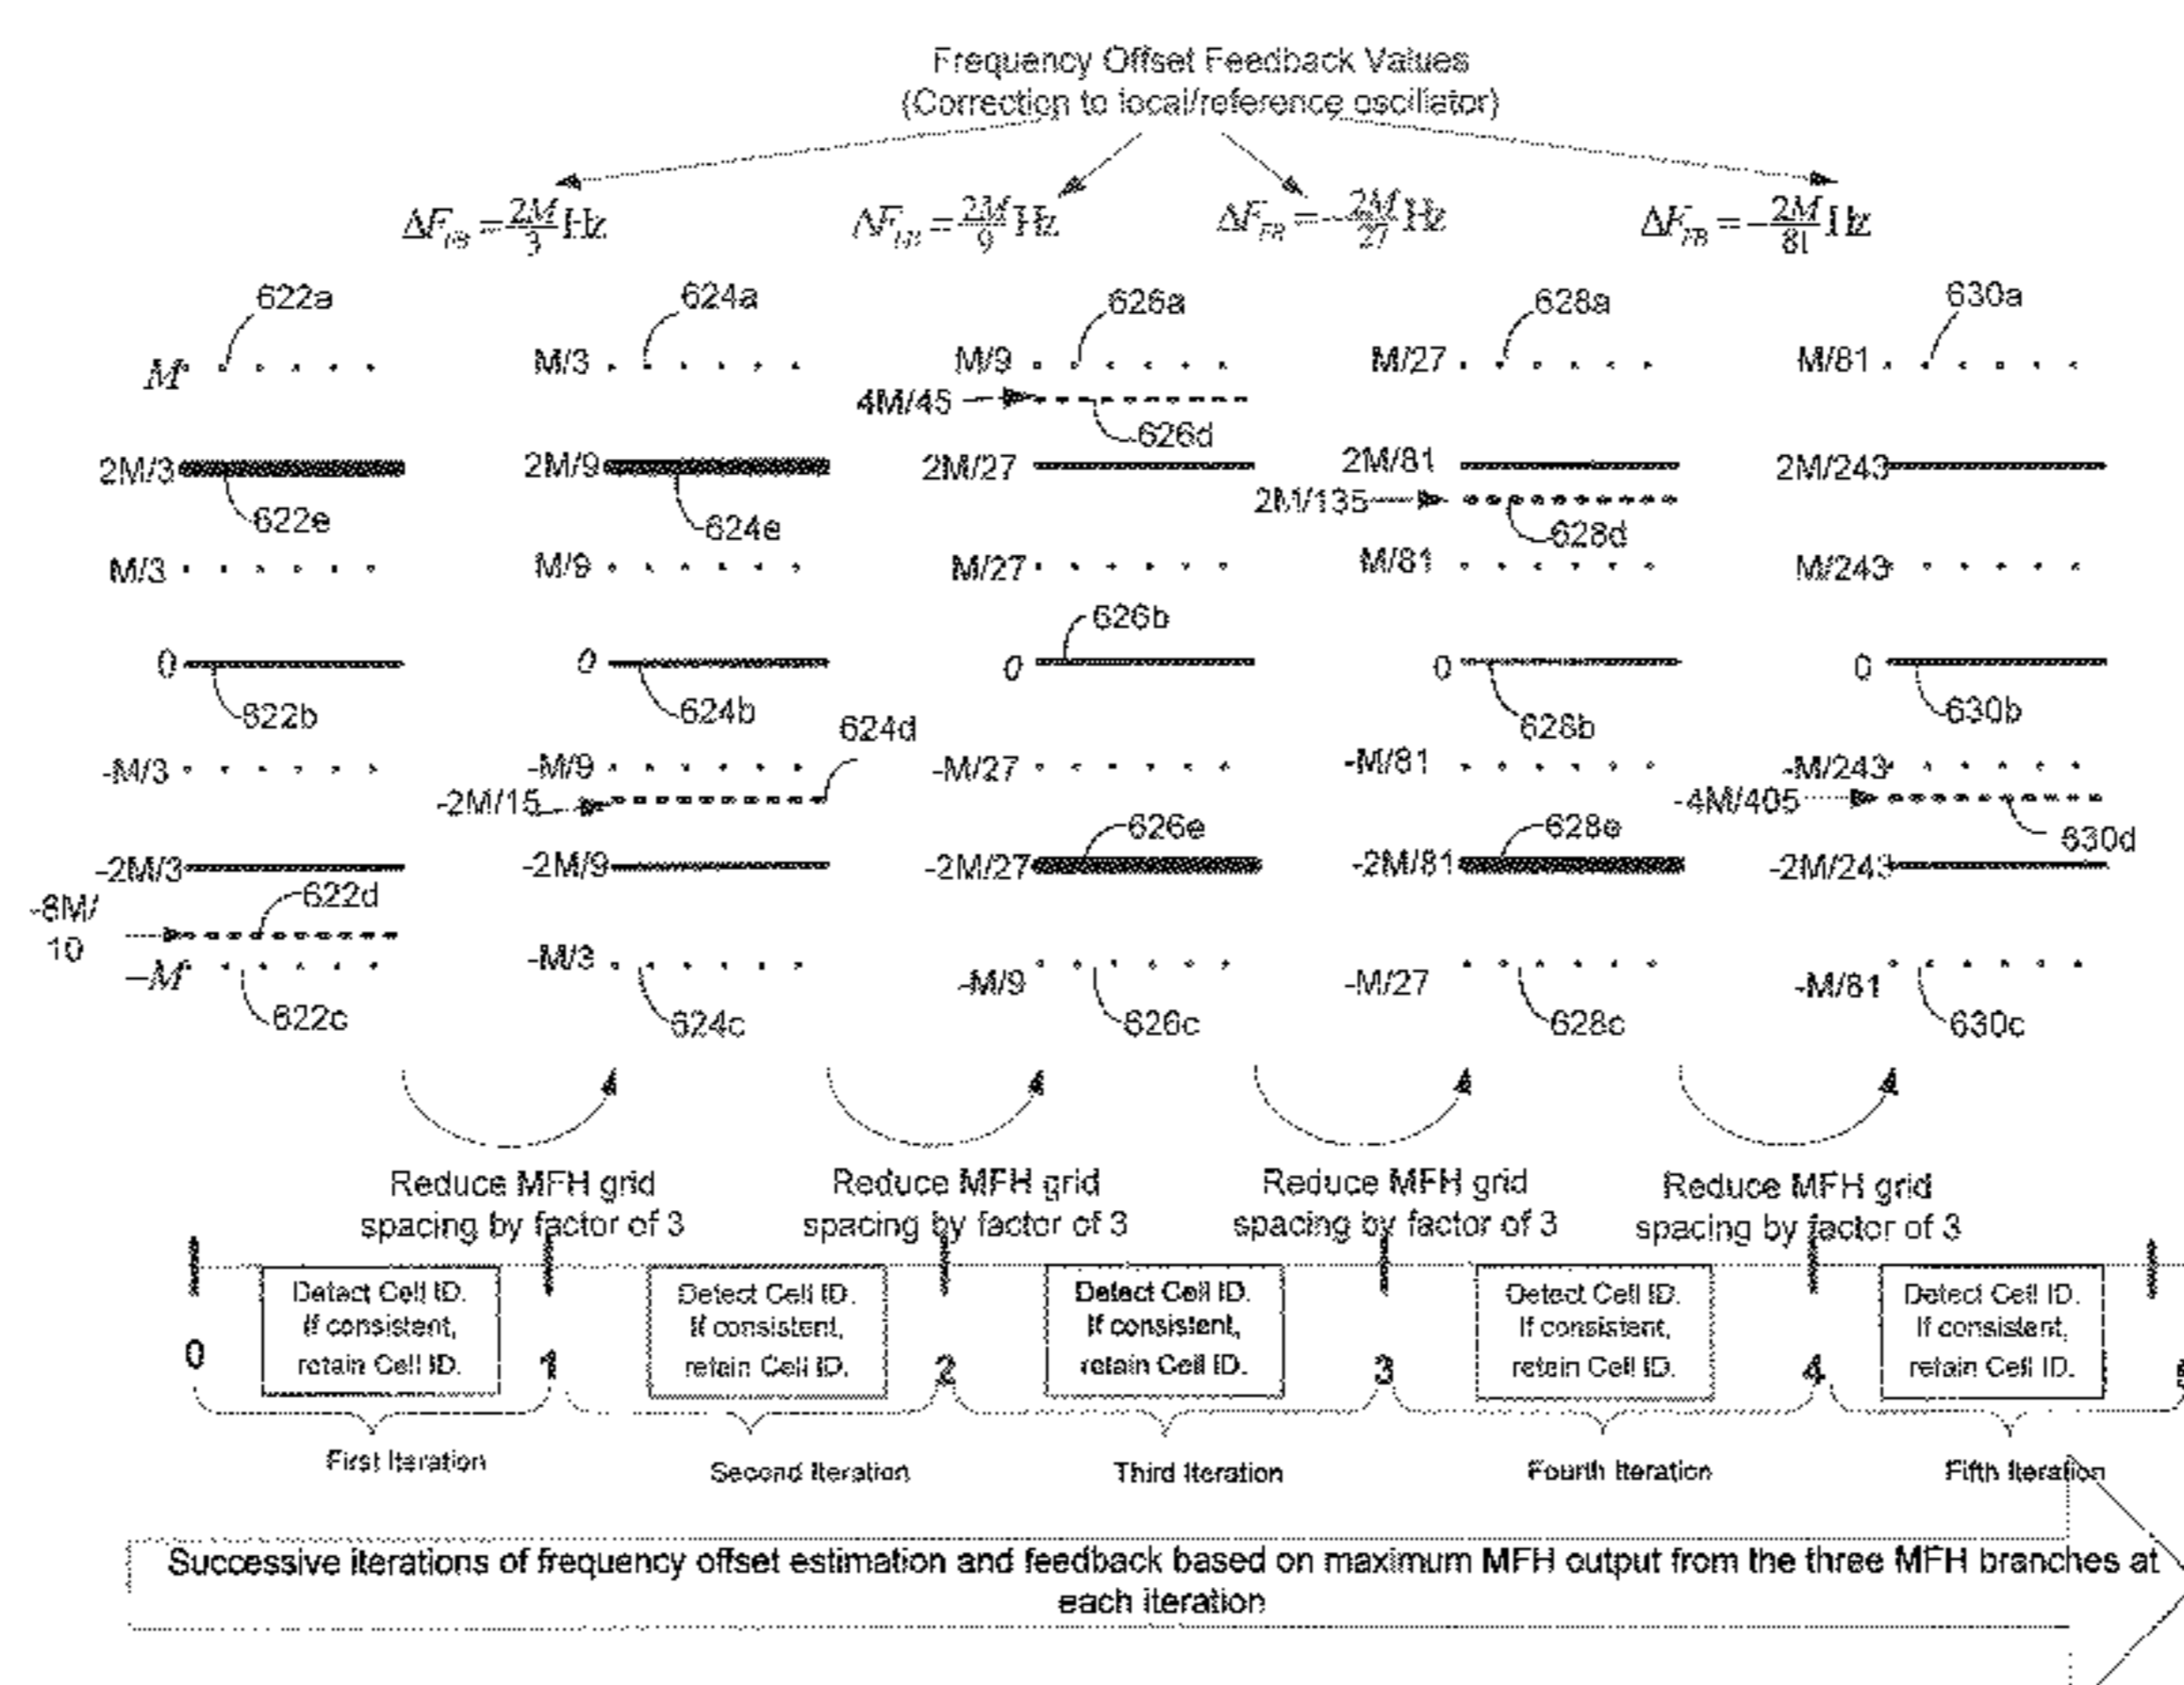 Frequency Offset Feedback Values
(Correction to local/reference oscillator)
ΔF_FB = 2M/3 Hz
ΔF_FB = 2M/9 Hz
ΔF_FB = -2M/27 Hz
ΔF_FB = -2M/81 Hz
622a
624a
626a
628a
630a
M
M/3
M/9
M/27
M/81
4M/45
626d
2M/3
2M/9
2M/27
2M/81
2M/243
2M/135
622e
624e
628d
M/3
M/9
M/27
M/81
M/243
626b
0
0
0
0
0
622b
624b
624d
628b
630b
-M/3
-M/9
-M/27
-M/81
-M/243
-2M/15
-4M/405
626e
628e
630d
-2M/3
-2M/9
-2M/27
-2M/81
-2M/243
622d
-8M/
10
-M
-M/3
-M/9
-M/27
-M/81
622c
624c
626c
628c
630c
Reduce MFH grid
spacing by factor of 3
Reduce MFH grid
spacing by factor of 3
Reduce MFH grid
spacing by factor of 3
Reduce MFH grid
spacing by factor of 3
Detect Cell ID.
If consistent,
retain Cell ID.
Detect Cell ID.
If consistent,
retain Cell ID.
Detect Cell ID.
If consistent,
retain Cell ID.
Detect Cell ID.
If consistent,
retain Cell ID.
Detect Cell ID.
If consistent,
retain Cell ID.
0
1
2
3
4
First Iteration
Second Iteration
Third Iteration
Fourth Iteration
Fifth Iteration
Successive iterations of frequency offset estimation and feedback based on maximum MFH output from the three MFH branches at
each iteration